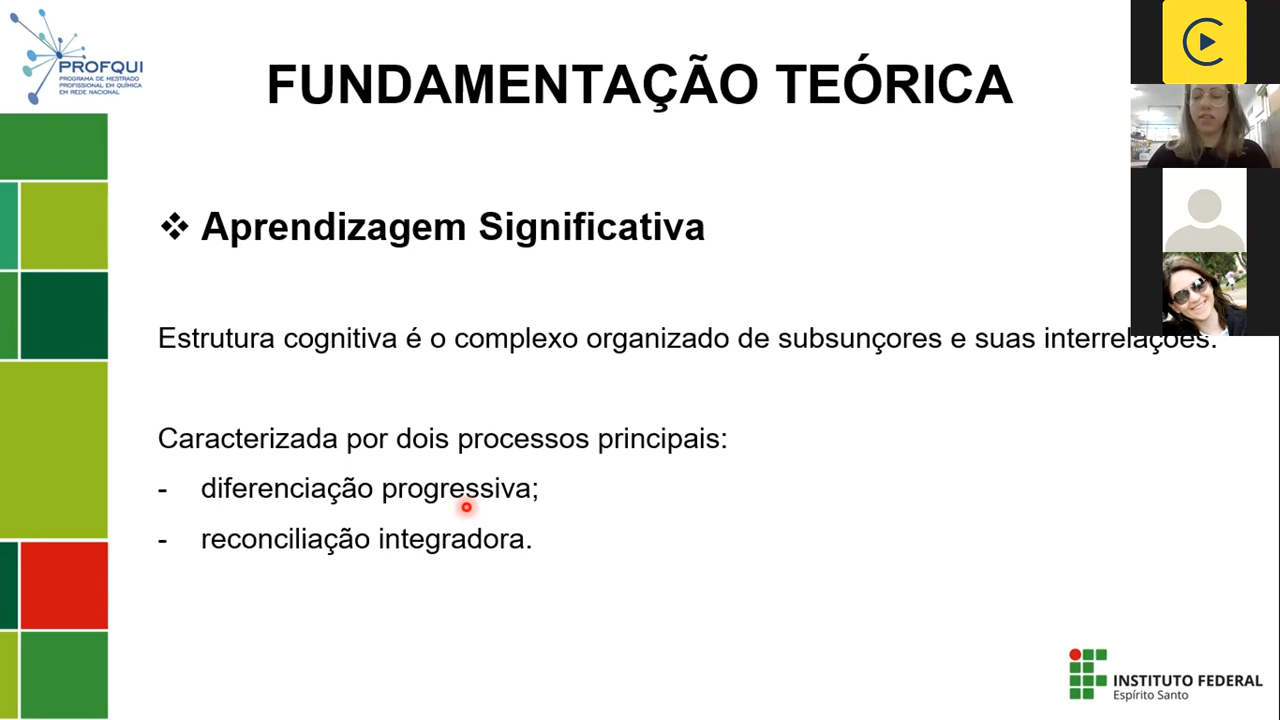 PROFQUI
PROGRAMA DE MESTRADO
PROFISSIONAL EM QUÍMICA
EM REDE NACIONAL
FUNDAMENTAÇÃO TEÓRICA
❖ Aprendizagem Significativa
Estrutura cognitiva é o complexo organizado de subsunçores e suas interrelações.
Caracterizada por dois processos principais:
- diferenciação progressiva;
- reconciliação integradora.
INSTITUTO FEDERAL
Espírito Santo